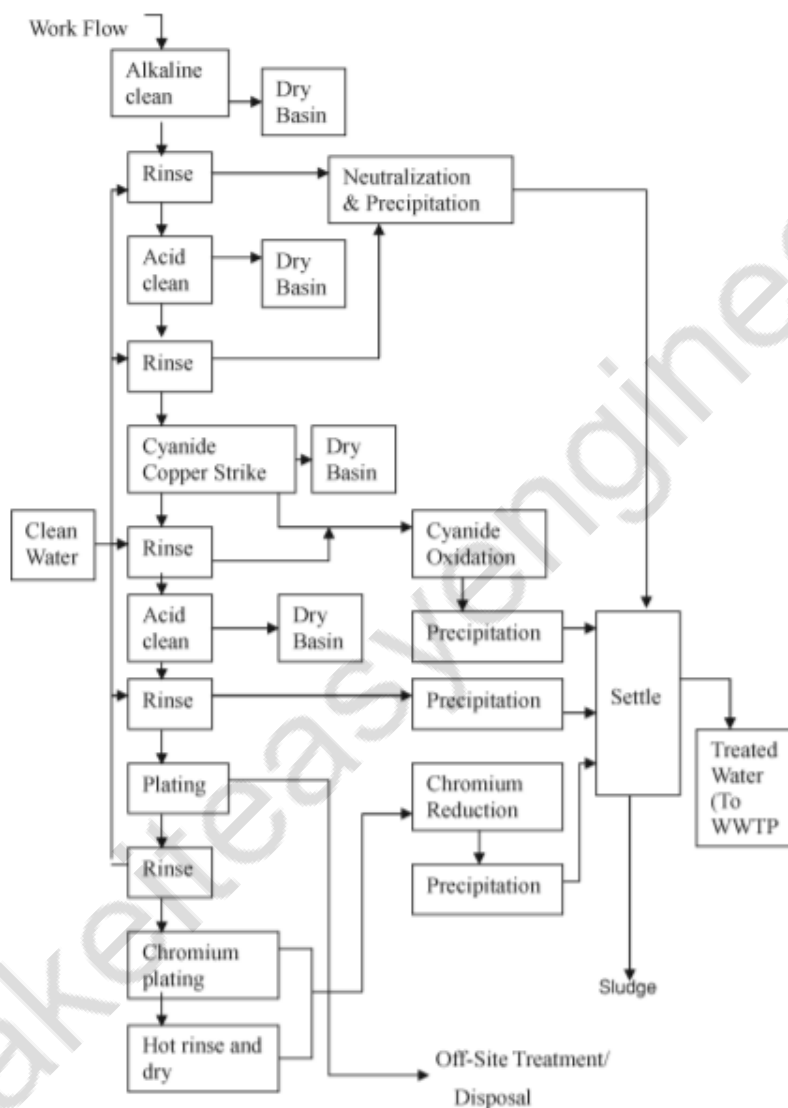 Work Flow
Alkaline
clean
Dry
Basin
Rinse
Neutralization
& Precipitation
Acid
clean
Dry
Basin
Rinse
Cyanide
Copper Strike
Dry
Basin
Clean
Water
Rinse
Cyanide
Oxidation
Acid
clean
Dry
Basin
Precipitation
Rinse
Precipitation
Settle
Treated
Water
(To
WWTP
Plating
Chromium
Reduction
Rinse
Precipitation
Chromium
plating
Sludge
Hot rinse and
dry
Off-Site Treatment/
Disposal